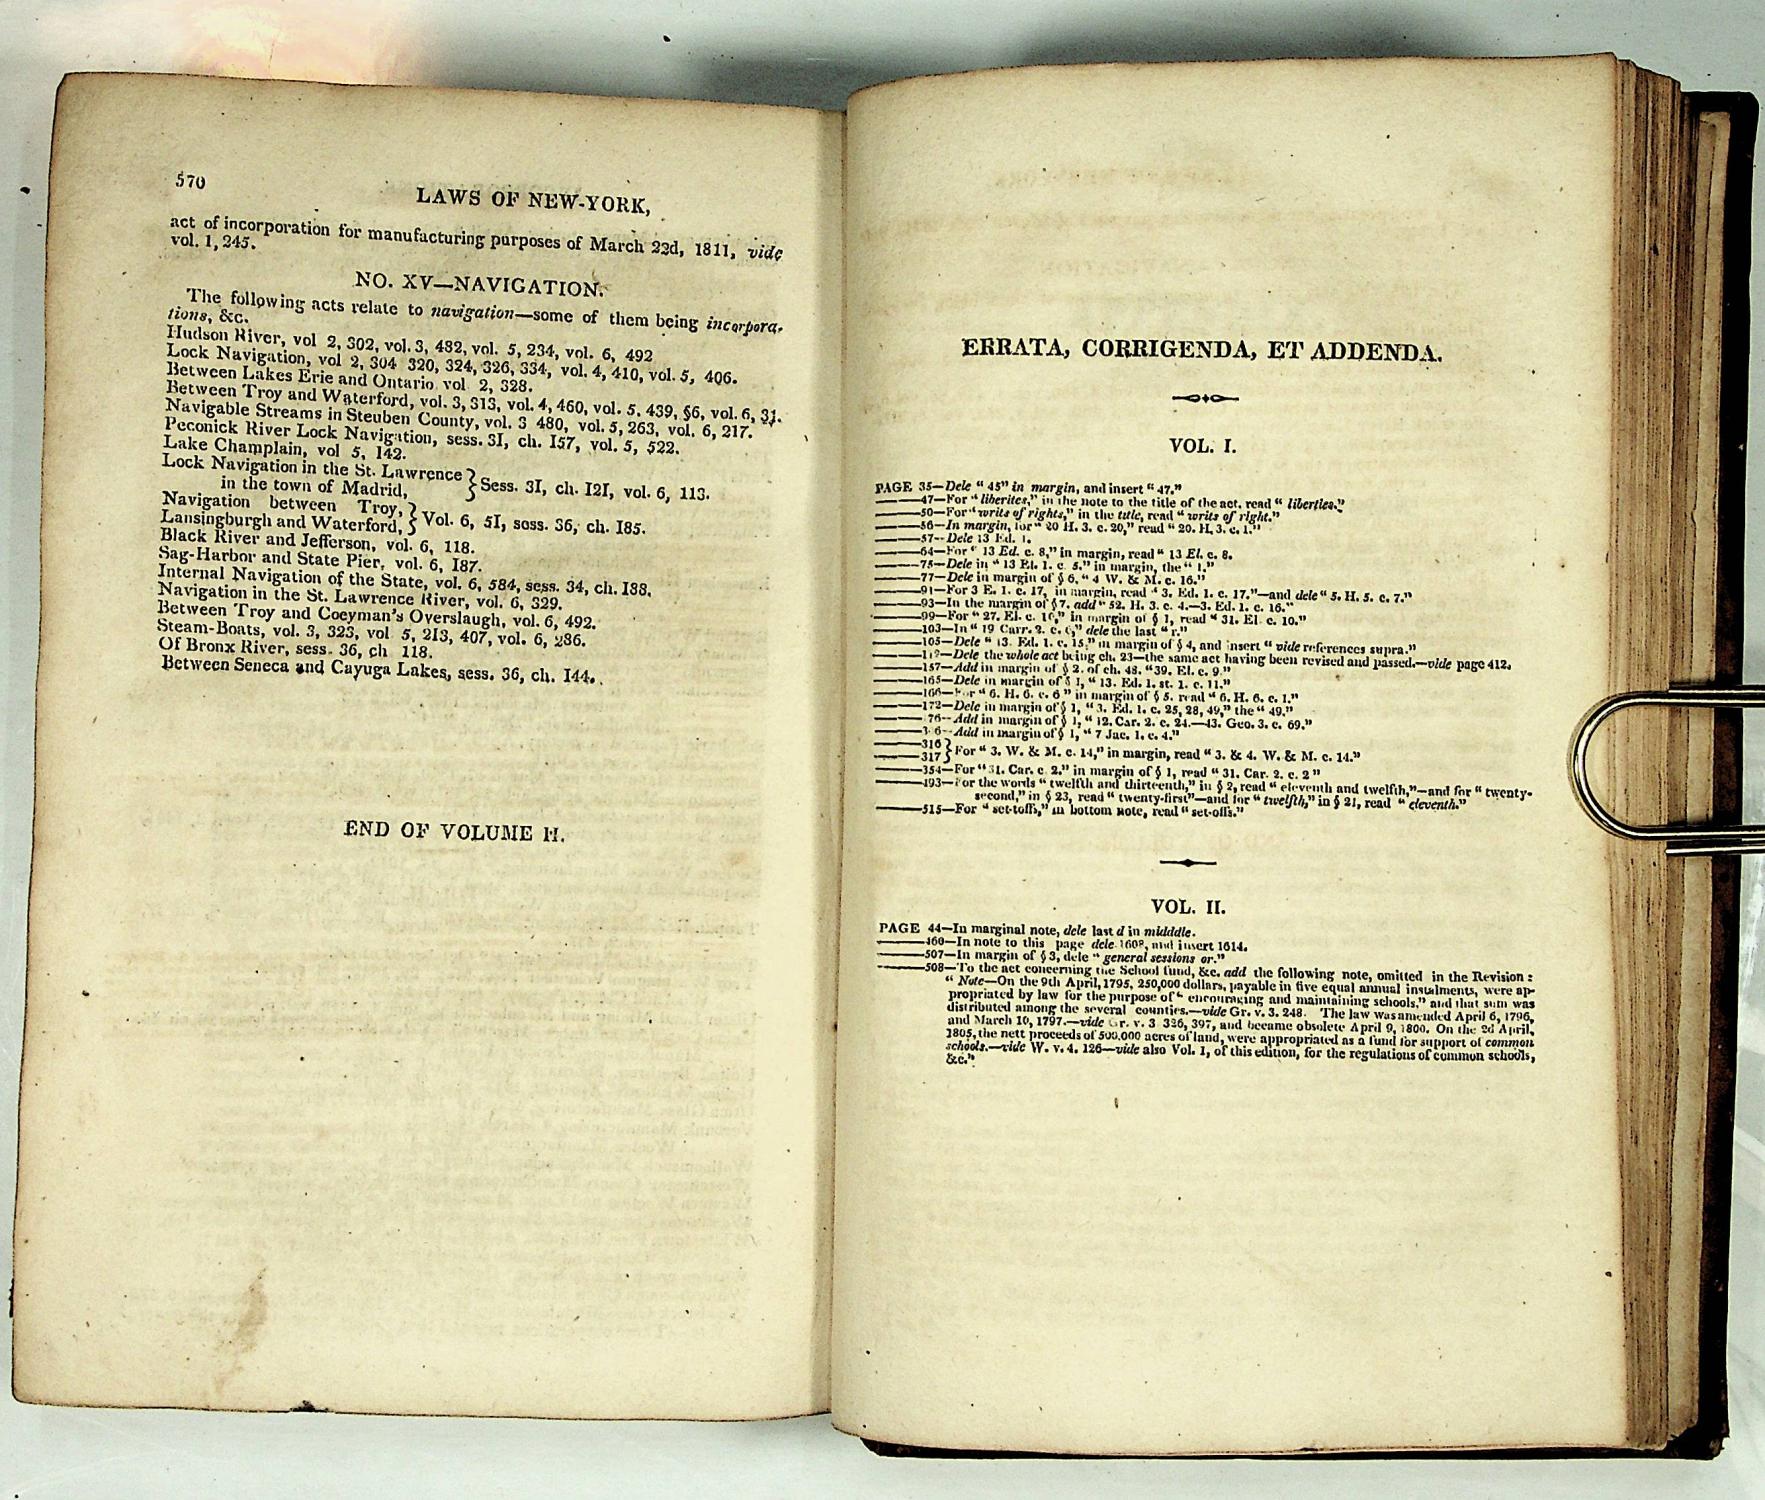 570
LAWS OF NEW-YORK,
act of incorporation for manufacturing purposes of March 22d, 1811, vide
vol. 1, 245.
NO. XV—NAVIGATION.
The following acts relate to navigation—some of them being incorpora-
tions, &c.
Hudson River, vol 2, 302, vol. 3, 482, vol. 5, 234, vol. 6, 492
Lock Navigation, vol 2, 304 320, 324, 326, 334, vol. 4, 410, vol. 5, 406.
Between Lakes Erie and Ontario vol 2, 328.
Between Troy and Waterford, vol. 3, 313, vol. 4, 460, vol. 5. 439, §6, vol. 6, 31.
Navigable Streams in Steuben County, vol. 3 480, vol. 5, 263, vol. 6, 217.
Peconick River Lock Navigation, sess. 31, ch. 157, vol. 5, 522.
Lake Champlain, vol 5, 142.
Lock Navigation in the St. Lawrence
in the town of Madrid, } Sess. 31, ch. 121, vol. 6, 113.
Navigation between Troy,
Lansingburgh and Waterford, } Vol. 6, 51, sess. 36, ch. 185.
Black River and Jefferson, vol. 6, 118.
Sag-Harbor and State Pier, vol. 6, 187.
Internal Navigation of the State, vol. 6, 584, sess. 34, ch. 188.
Navigation in the St. Lawrence River, vol. 6, 329.
Between Troy and Coeyman's Overslaugh, vol. 6, 492.
Steam-Boats, vol. 3, 323, vol 5, 213, 407, vol. 6, 286.
Of Bronx River, sess. 36, ch 118.
Between Seneca and Cayuga Lakes, sess. 36, ch. 144.
END OF VOLUME II.
ERRATA, CORRIGENDA, ET ADDENDA.
VOL. I.
PAGE 35—Dele "45" in margin, and insert "47."
47—For "liberites," in the note to the title of the act, read "liberties."
50—For "writs of rights," in the title, read "writs of right."
56—In margin, for "20 H. 3. c. 20," read "20. H. 3. c. 1."
57—Dele 13 Ed. 1.
64—For "13 Ed. c. 8," in margin, read "13 El. c. 8.
75—Dele in "13 El. 1. c. 5." in margin, the "1."
77—Dele in margin of § 6, "4 W. & M. c. 16."
91—For 3 E. 1. c. 17, in margin, read "3. Ed. 1. c. 17."—and dele "5. H. 5. c. 7."
93—In the margin of § 7. add "52. H. 3. c. 4.—3. Ed. 1. c. 16."
99—For "27. El. c. 10," in margin of § 1, read "31. El. c. 10."
103—In "19 Carr. 2. c. 6," dele the last "r."
105—Dele "13. Ed. 1. c. 15," in margin of § 4, and insert "vide references supra."
112—Dele the whole act being ch. 23—the same act having been revised and passed.—vide page 412.
157—Add in margin of § 2. of ch. 48. "39. El. c. 9."
165—Dele in margin of § 1, "13. Ed. 1. st. 1. c. 11."
166—For "6. H. 6. c. 6" in margin of § 5. read "6. H. 6. c. 1."
172—Dele in margin of § 1, "3. Ed. 1. c. 25, 28, 49," the "49."
76—Add in margin of § 1, "12. Car. 2. c. 24.—43. Geo. 3. c. 69."
Add in margin of § 1, "7 Jac. 1. c. 4."
316
317 } For "3. W. & M. c. 14," in margin, read "3. & 4. W. & M. c. 14."
354—For "31. Car. c 2." in margin of § 1, read "31. Car. 2. c. 2"
493—For the words "twelfth and thirteenth," in § 2, read "eleventh and twelfth,"—and for "twenty-
second," in § 23, read "twenty-first"—and for "twelfth," in § 21, read "eleventh."
515—For "set-toffs," in bottom note, read "set-offs."
VOL. II.
PAGE 44—In marginal note, dele last d in midddle.
460—In note to this page dele 1608, and insert 1614.
507—In margin of § 3, dele "general sessions or."
508—To the act concerning the School fund, &c. add the following note, omitted in the Revision:
"Note—On the 9th April, 1795, 250,000 dollars, payable in five equal annual instalments, were ap-
propriated by law for the purpose of "encouraging and maintaining schools," and that sum was
distributed among the several counties.—vide Gr. v. 3. 248. The law was amended April 6, 1796,
and March 10, 1797.—vide Gr. v. 3 326, 397, and became obsolete April 9, 1800. On the 2d April,
1805, the nett proceeds of 500,000 acres of land, were appropriated as a fund for support of common
schools.—vide W. v. 4. 126—vide also Vol. 1, of this edition, for the regulations of common schools,
&c."